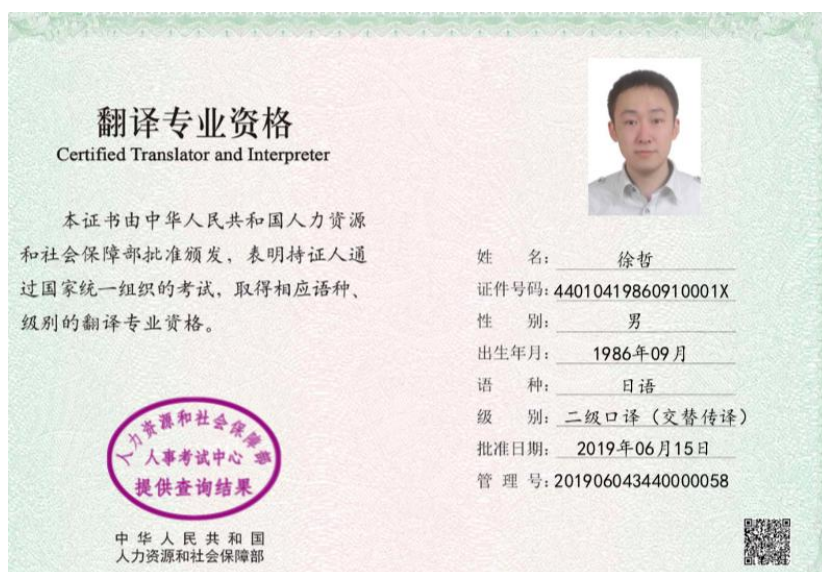 翻译专业资格
Certified Translator and Interpreter
本证书由中华人民共和国人力资源
和社会保障部批准颁发，表明持证人通
过国家统一组织的考试，取得相应语种、
级别的翻译专业资格。
人力资源和社会保障部
人事考试中心
提供查询结果
中华人民共和国
人力资源和社会保障部
姓 名： 徐哲
证件号码：44010419860910001X
性 别： 男
出生年月： 1986年09月
语 种： 日语
级 别： 二级口译（交替传译）
批准日期： 2019年06月15日
管 理 号：201906043440000058